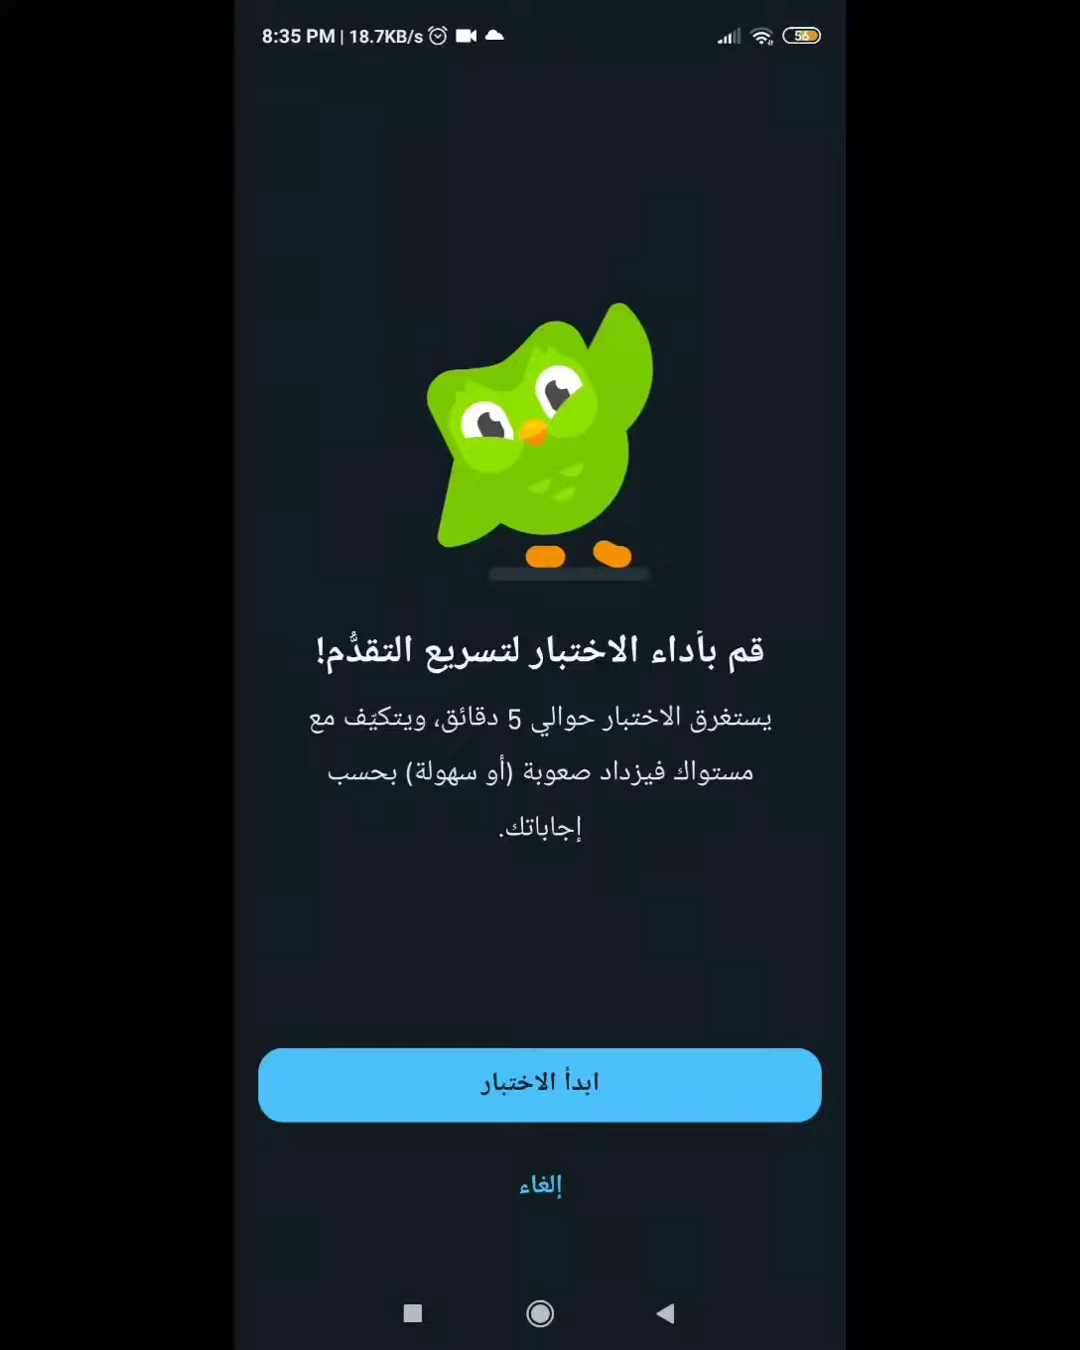 8:35 PM | 18.7KB/s
56
قم بأداء الاختبار لتسريع التقدُّم!
يستغرق الاختبار حوالي 5 دقائق، ويتكيّف مع
مستواك فيزداد صعوبة (أو سهولة) بحسب
إجاباتك.
ابدأ الاختبار
إلغاء